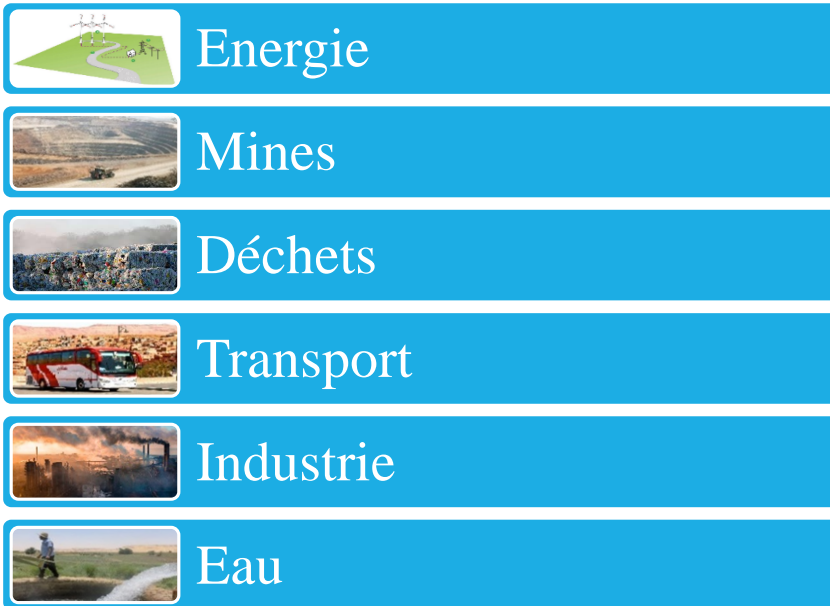 Energie
Mines
Déchets
Transport
Industrie
Eau